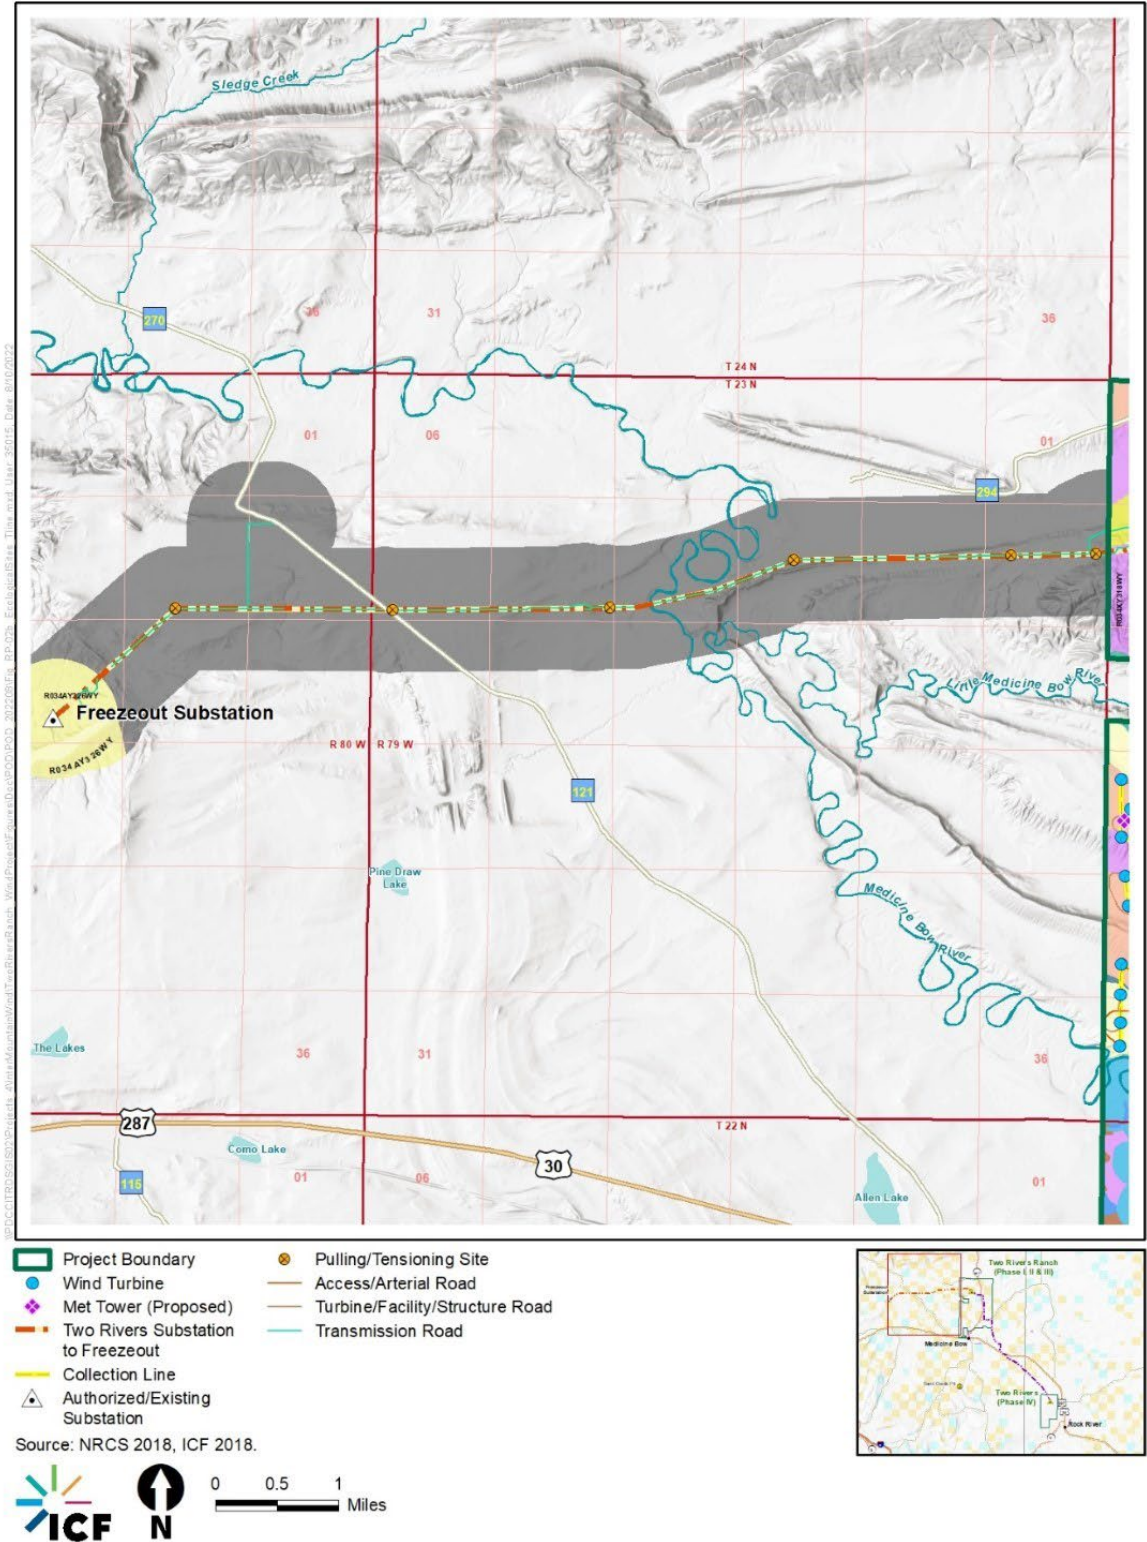 Sledge Creek
270
36
31
36
T 24 N
T 23 N
01
06
01
294
R034XY318WY
R034AY326WY
Freezeout Substation
R034AY326WY
Little Medicine Bow River
R 80 W
R 79 W
121
Pine Draw
Lake
Medicine Bow River
The Lakes
36
31
36
287
T 22 N
Como Lake
30
115
01
06
01
Allen Lake
Project Boundary
Wind Turbine
Met Tower (Proposed)
Two Rivers Substation
to Freezeout
Collection Line
Authorized/Existing
Substation
Pulling/Tensioning Site
Access/Arterial Road
Turbine/Facility/Structure Road
Transmission Road
Two Rivers Ranch
(Phase I, II & III)
Freezeout
Substation
Medicine Bow
Two Rivers
(Phase IV)
Rock River
Source: NRCS 2018, ICF 2018.
ICF
N
0
0.5
1
Miles